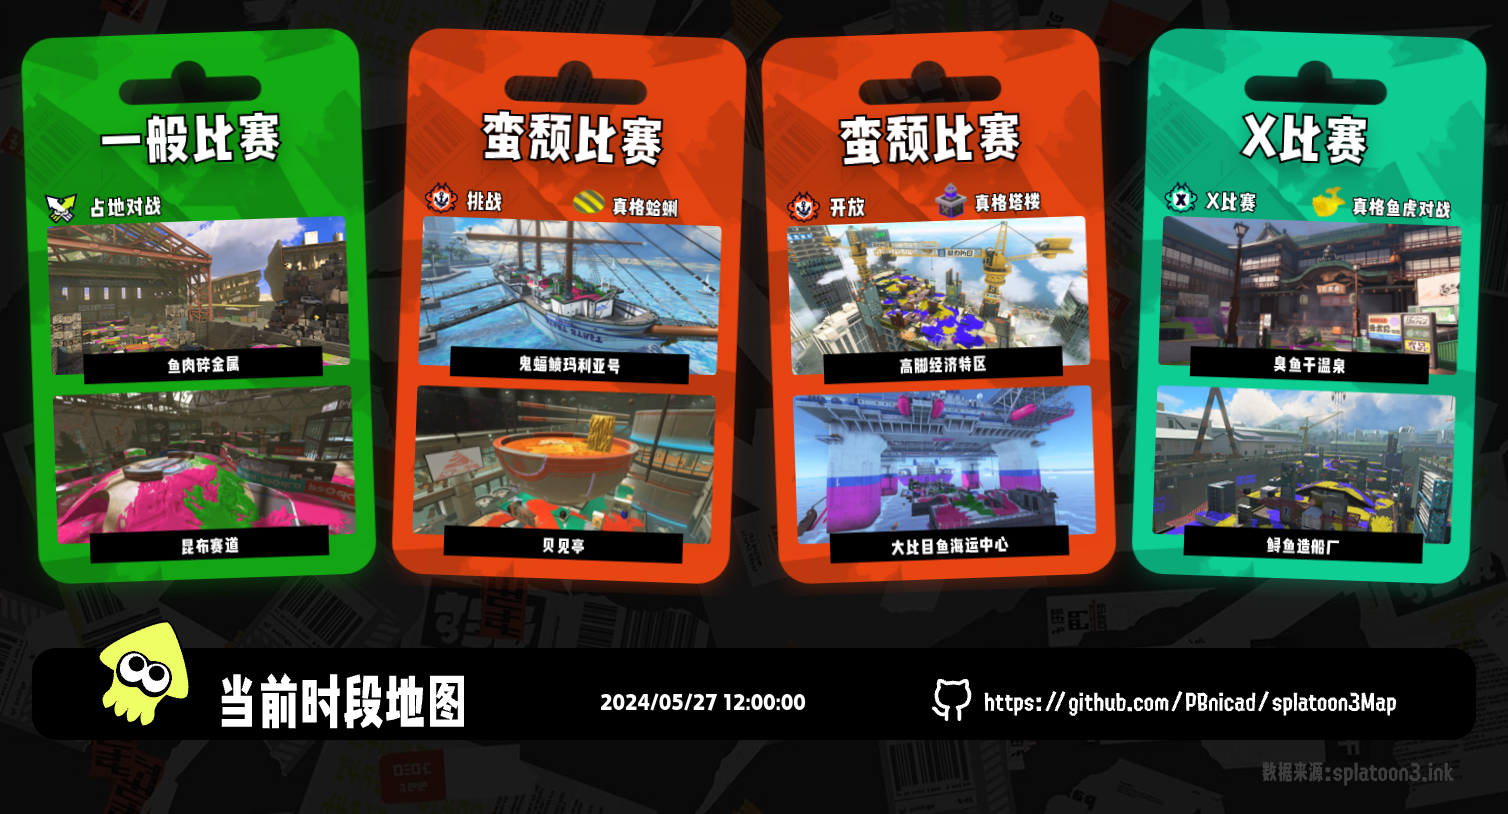 一般比赛
占地对战
鱼肉碎金属
昆布赛道
蛮颓比赛
挑战
真格蛤蜊
鬼蝠鲼玛利亚号
贝见亭
蛮颓比赛
开放
真格塔楼
高脚经济特区
大比目鱼海运中心
X比赛
X比赛
真格鱼虎对战
臭鱼干温泉
鲟鱼造船厂
当前时段地图
2024/05/27 12:00:00
https://github.com/PBnicad/splatoon3Map
数据来源:splatoon3.ink